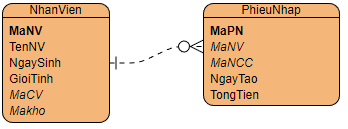 NhanVien
MaNV
TenNV
NgaySinh
GioiTinh
MaCV
Makho
PhieuNhap
MaPN
MaNV
MaNCC
NgayTao
TongTien